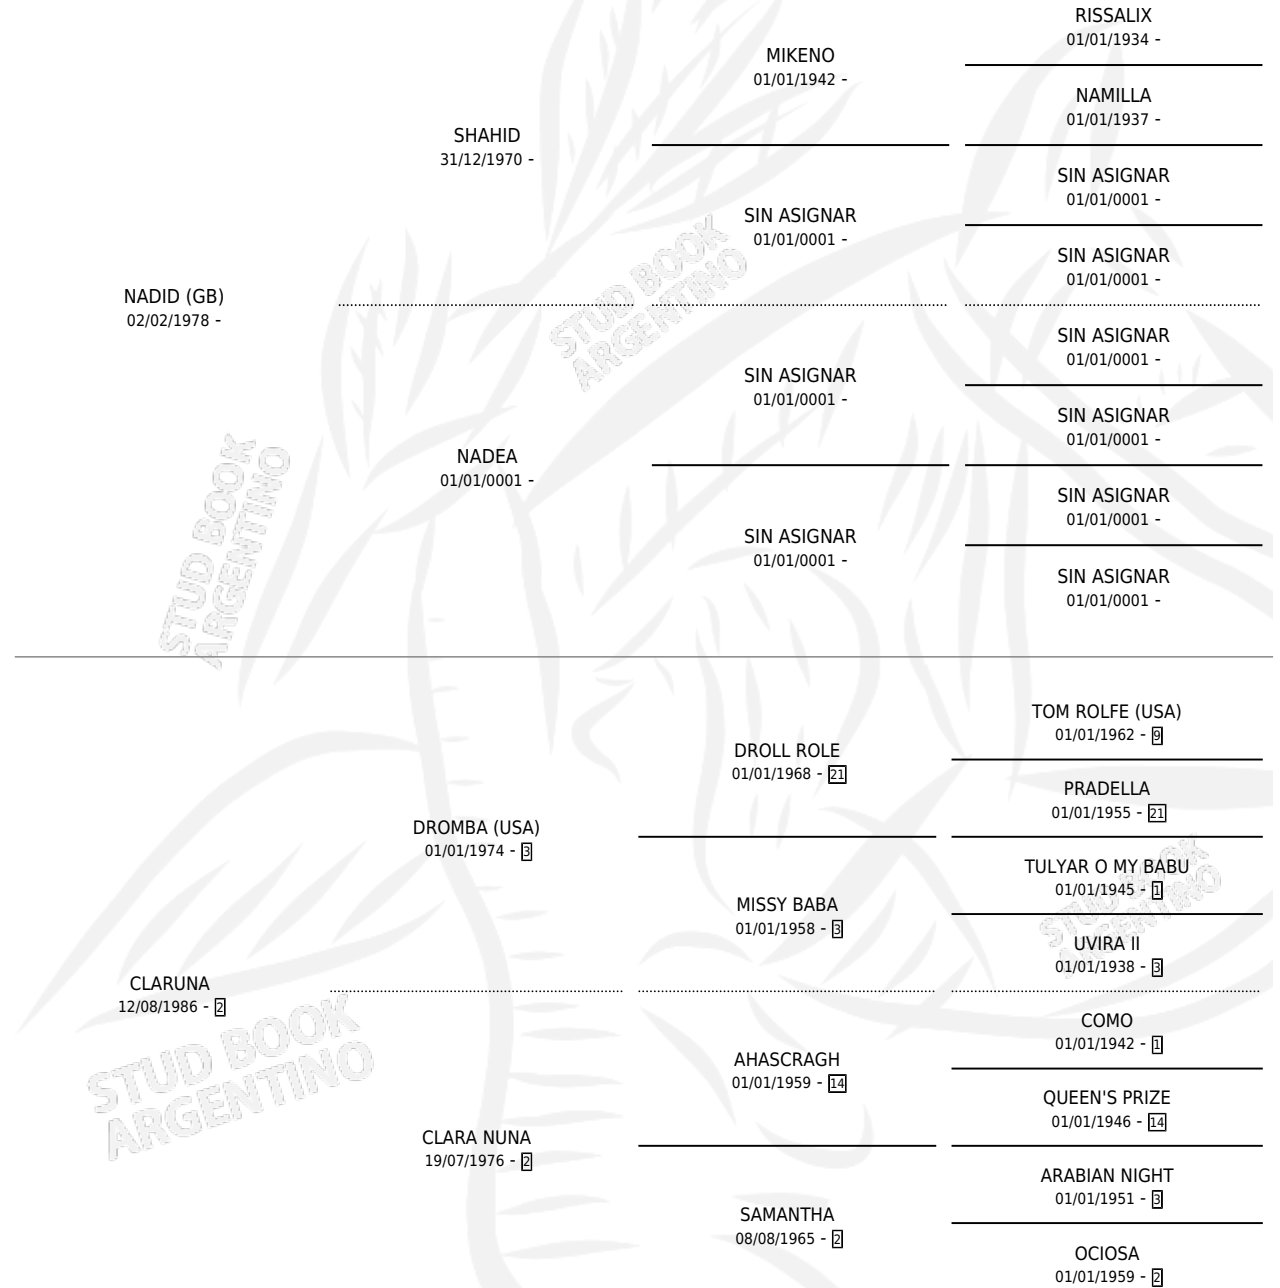 RISSALIX
01/01/1934 -
MIKENO
01/01/1942 -
NAMILLA
01/01/1937 -
SHAHID
31/12/1970 -
SIN ASIGNAR
01/01/0001 -
SIN ASIGNAR
01/01/0001 -
STUD BOOK
ARGENTINO
SIN ASIGNAR
01/01/0001 -
NADID (GB)
02/02/1978 -
SIN ASIGNAR
01/01/0001 -
SIN ASIGNAR
01/01/0001 -
SIN ASIGNAR
01/01/0001 -
NADEA
01/01/0001 -
SIN ASIGNAR
01/01/0001 -
SIN ASIGNAR
01/01/0001 -
SIN ASIGNAR
01/01/0001 -
STUD BOOK
ARGENTINO
TOM ROLFE (USA)
01/01/1962 - 9
DROLL ROLE
01/01/1968 - 21
PRADELLA
01/01/1955 - 21
DROMBA (USA)
01/01/1974 - 3
TULYAR O MY BABU
01/01/1945 - 1
MISSY BABA
01/01/1958 - 3
STUD BOOK
ARGENTINO
UVIRA II
01/01/1938 - 3
CLARUNA
12/08/1986 - 2
COMO
01/01/1942 - 1
AHASCRAGH
01/01/1959 - 14
STUD BOOK
ARGENTINO
QUEEN'S PRIZE
01/01/1946 - 14
CLARA NUNA
19/07/1976 - 2
ARABIAN NIGHT
01/01/1951 - 3
SAMANTHA
08/08/1965 - 2
OCIOSA
01/01/1959 - 2